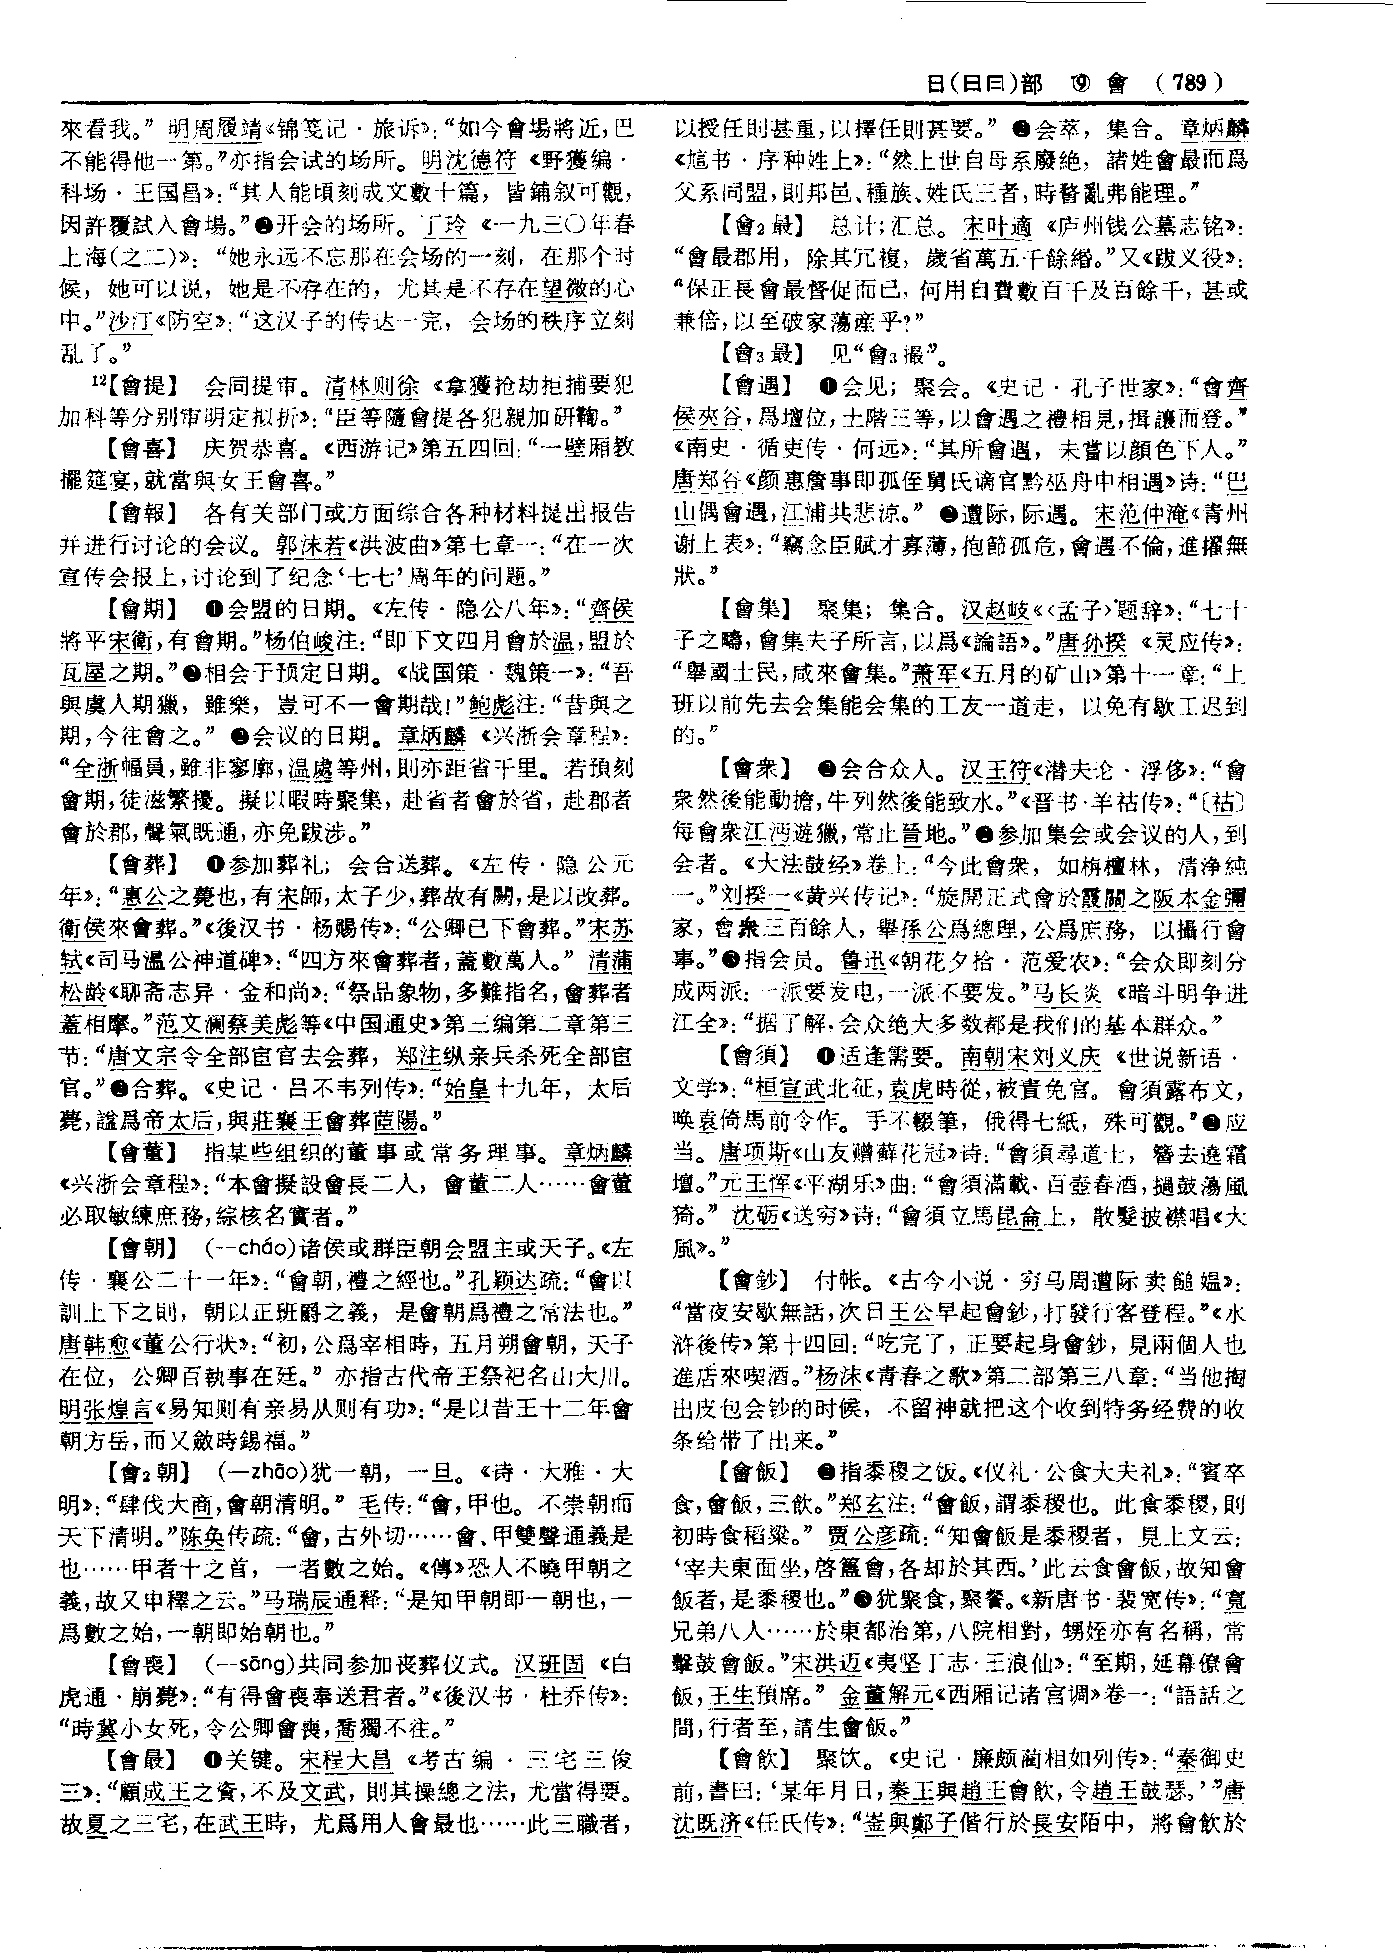 日(日曰)部 ⑨ 會 (789)
來看我。”明周履靖《锦笺记·旅诉》：“如今會場將近，巴
不能得他一第。”亦指会试的场所。明沈德符《野獲编·
科场·王国昌》：“其人能頃刻成文數十篇，皆鋪叙可觀，
因許覆試入會場。”❷开会的场所。丁玲《一九三〇年春
上海(之二)》：“她永远不忘那在会场的一刻，在那个时
候，她可以说，她是不存在的，尤其是不存在望微的心
中。”沙汀《防空》：“这汉子的传达一完，会场的秩序立刻
乱了。”
12【會提】 会同提审。清林则徐《拿獲抢劫拒捕要犯
加科等分别审明定拟折》：“臣等隨會提各犯親加研鞫。”
【會喜】 庆贺恭喜。《西游记》第五四回：“一壁厢教
擺筵宴，就當與女王會喜。”
【會報】 各有关部门或方面综合各种材料提出报告
并进行讨论的会议。郭沫若《洪波曲》第七章一：“在一次
宣传会报上，讨论到了纪念‘七七’周年的问题。”
【會期】 ❶会盟的日期。《左传·隐公八年》：“齊侯
將平宋衛，有會期。”杨伯峻注：“即下文四月會於温，盟於
瓦屋之期。”❷相会于预定日期。《战国策·魏策一》：“吾
與虞人期獵，雖樂，豈可不一會期哉！”鲍彪注：“昔與之
期，今往會之。”❸会议的日期。章炳麟《兴浙会章程》：
“全浙幅員，雖非寥廓，温處等州，則亦距省千里。若預刻
會期，徒滋繁擾。擬以暇時聚集，赴省者會於省，赴郡者
會於郡，聲氣既通，亦免跋涉。”
【會葬】 ❶参加葬礼；会合送葬。《左传·隐公元
年》：“惠公之薨也，有宋師，太子少，葬故有闕，是以改葬。
衛侯來會葬。”《後汉书·杨赐传》：“公卿已下會葬。”宋苏
轼《司马温公神道碑》：“四方來會葬者，蓋數萬人。”清蒲
松龄《聊斋志异·金和尚》：“祭品象物，多難指名，會葬者
蓋相摩。”范文澜蔡美彪等《中国通史》第三编第二章第三
节：“唐文宗令全部宦官去会葬，郑注纵亲兵杀死全部宦
官。”❷合葬。《史记·吕不韦列传》：“始皇十九年，太后
薨，諡爲帝太后，與莊襄王會葬茝陽。”
【會董】 指某些组织的董事或常务理事。章炳麟
《兴浙会章程》：“本會擬設會長二人，會董二人……會董
必取敏練庶務，綜核名實者。”
【會朝】 (—cháo)诸侯或群臣朝会盟主或天子。《左
传·襄公二十一年》：“會朝，禮之經也。”孔颖达疏：“會以
訓上下之則，朝以正班爵之義，是會朝爲禮之常法也。”
唐韩愈《董公行状》：“初，公爲宰相時，五月朔會朝，天子
在位，公卿百執事在廷。”亦指古代帝王祭祀名山大川。
明张煌言《易知则有亲易从则有功》：“是以昔王十二年會
朝方岳，而又斂時錫福。”
【會2朝】 (—zhāo)犹一朝，一旦。《诗·大雅·大
明》：“肆伐大商，會朝清明。”毛传：“會，甲也。不崇朝而
天下清明。”陈奂传疏：“會，古外切……會、甲雙聲通義是
也……甲者十之首，一者數之始。《傳》恐人不曉甲朝之
義，故又申釋之云。”马瑞辰通释：“是知甲朝即一朝也，一
爲數之始，一朝即始朝也。”
【會喪】 (—sāng)共同参加丧葬仪式。汉班固《白
虎通·崩薨》：“有得會喪奉送君者。”《後汉书·杜乔传》：
“時冀小女死，令公卿會喪，喬獨不往。”
【會最】 ❶关键。宋程大昌《考古编·三宅三俊
三》：“顧成王之資，不及文武，則其操總之法，尤當得要。
故夏之三宅，在武王時，尤爲用人會最也……此三職者，
以授任則甚重，以擇任則甚要。”❷会萃，集合。章炳麟
《訄书·序种姓上》：“然上世自母系廢絶，諸姓會最而爲
父系同盟，則邦邑、種族、姓氏三者，時瞀亂弗能理。”
【會2最】 总计；汇总。宋叶適《庐州钱公墓志铭》：
“會最郡用，除其冗複，歲省萬五千餘緡。”又《跋义役》：
“保正長會最督促而已，何用自費數百千及百餘千，甚或
兼倍，以至破家蕩産乎？”
【會3最】 见“會3撮”。
【會遇】 ❶会见；聚会。《史记·孔子世家》：“會齊
侯夾谷，爲壇位，土階三等，以會遇之禮相見，揖讓而登。”
《南史·循吏传·何远》：“其所會遇，未嘗以顔色下人。”
唐郑谷《颜惠詹事即孤侄舅氏谪官黔巫舟中相遇》诗：“巴
山偶會遇，江浦共悲凉。”❷遭际，际遇。宋范仲淹《青州
谢上表》：“竊念臣賦才寡薄，抱節孤危，會遇不倫，進擢無
狀。”
【會集】 聚集；集合。汉赵岐《〈孟子〉题辞》：“七十
子之疇，會集夫子所言，以爲《論語》。”唐孙揆《灵应传》：
“舉國士民，咸來會集。”萧军《五月的矿山》第十一章：“上
班以前先去会集能会集的工友一道走，以免有歇工迟到
的。”
【會衆】 ❶会合众人。汉王符《潜夫论·浮侈》：“會
衆然後能動擔，牛列然後能致水。”《晋书·羊祜传》：“〔祜〕
每會衆江沔遊獵，常止晉地。”❷参加集会或会议的人，到
会者。《大法鼓经》卷上：“今此會衆，如栴檀林，清净純
一。”刘揆一《黄兴传记》：“旋開正式會於霞關之阪本金彌
家，會衆三百餘人，舉孫公爲總理，公爲庶務，以攝行會
事。”❸指会员。鲁迅《朝花夕拾·范爱农》：“会众即刻分
成两派：一派要发电，一派不要发。”马长炎《暗斗明争进
江全》：“据了解，会众绝大多数都是我们的基本群众。”
【會須】 ❶适逢需要。南朝宋刘义庆《世说新语·
文学》：“桓宣武北征，袁虎時從，被責免官。會須露布文，
唤袁倚馬前令作。手不輟筆，俄得七紙，殊可觀。”❷应
当。唐项斯《山友赠藓花冠》诗：“會須尋道士，簪去遶霜
壇。”元王恽《平湖乐》曲：“會須滿載、百壺春酒，撾鼓蕩風
猗。”沈砺《送穷》诗：“會須立馬昆侖上，散髮披襟唱《大
風》。”
【會鈔】 付帐。《古今小说·穷马周遭际卖䭔媪》：
“當夜安歇無話，次日王公早起會鈔，打發行客登程。”《水
浒後传》第十四回：“吃完了，正要起身會鈔，見兩個人也
進店來喫酒。”杨沫《青春之歌》第二部第三八章：“当他掏
出皮包会钞的时候，不留神就把这个收到特务经费的收
条给带了出来。”
【會飯】 ❶指黍稷之饭。《仪礼·公食大夫礼》：“賓卒
食，會飯，三飲。”郑玄注：“會飯，謂黍稷也。此食黍稷，則
初時食稻粱。”贾公彦疏：“知會飯是黍稷者，見上文云：
‘宰夫東面坐，啓簋會，各却於其西。’此云食會飯，故知會
飯者，是黍稷也。”❷犹聚食，聚餐。《新唐书·裴宽传》：“寬
兄弟八人……於東都治第，八院相對，甥姪亦有名稱，常
擊鼓會飯。”宋洪迈《夷坚丁志·王浪仙》：“至期，延幕僚會
飯，王生預席。”金董解元《西厢记诸宫调》卷一：“語話之
間，行者至，請生會飯。”
【會飲】 聚饮。《史记·廉颇蔺相如列传》：“秦御史
前，書曰：‘某年月日，秦王與趙王會飲，令趙王鼓瑟。’”唐
沈既济《任氏传》：“崟與鄭子偕行於長安陌中，將會飲於